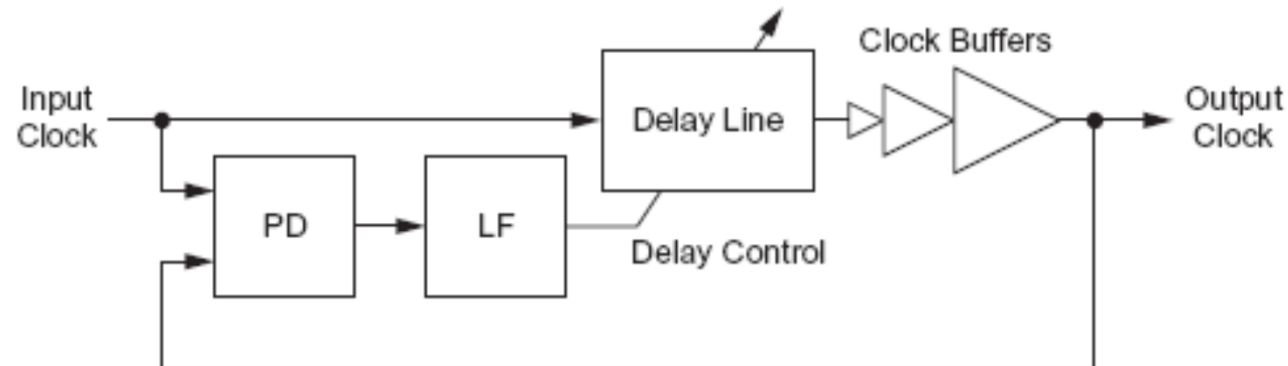 Clock Buffers
Input
Clock
Delay Line
Output
Clock
PD
LF
Delay Control